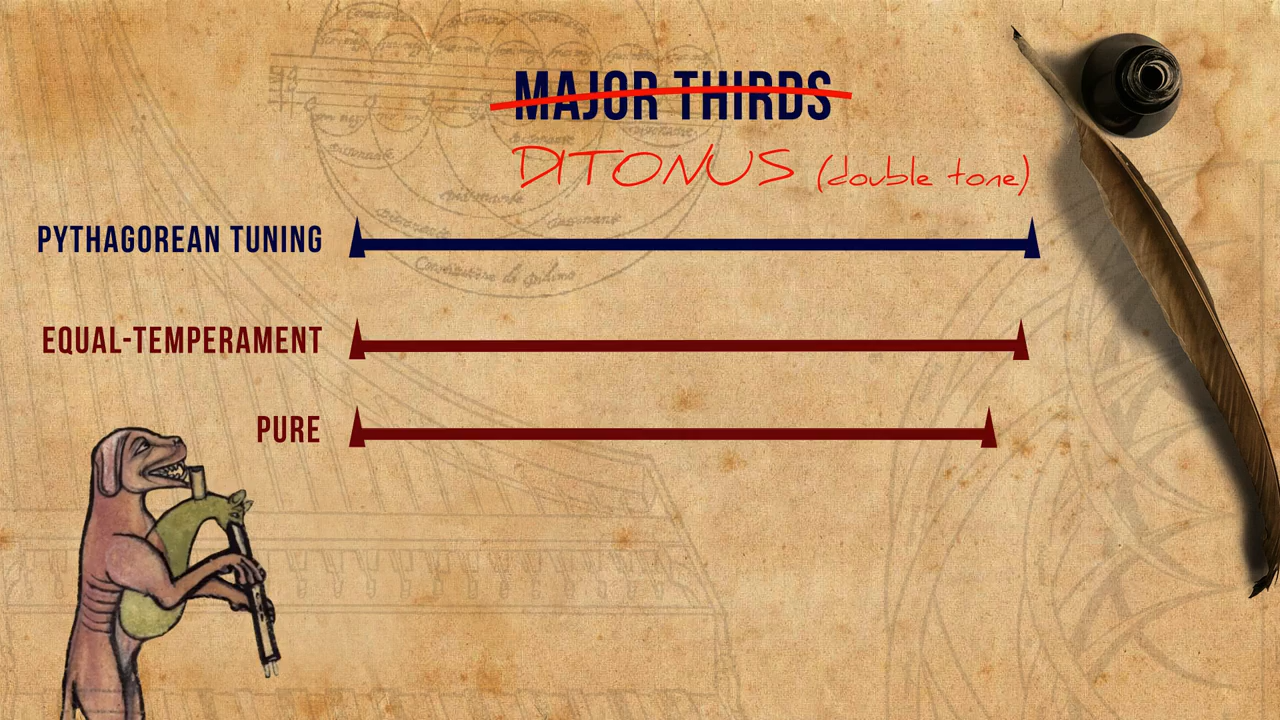 MAJOR THIRDS
DITONUS (double tone)
PYTHAGOREAN TUNING
EQUAL-TEMPERAMENT
PURE